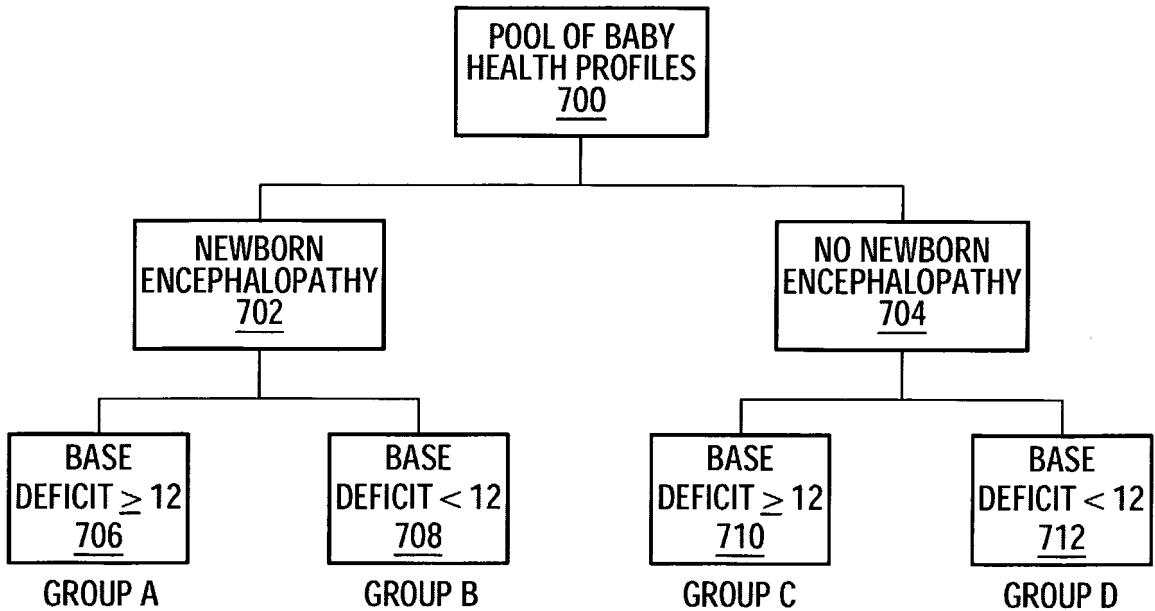 POOL OF BABY
HEALTH PROFILES
700
NEWBORN
ENCEPHALOPATHY
702
NO NEWBORN
ENCEPHALOPATHY
704
BASE
DEFICIT ≥ 12
706
BASE
DEFICIT < 12
708
BASE
DEFICIT ≥ 12
710
BASE
DEFICIT < 12
712
GROUP A
GROUP B
GROUP C
GROUP D